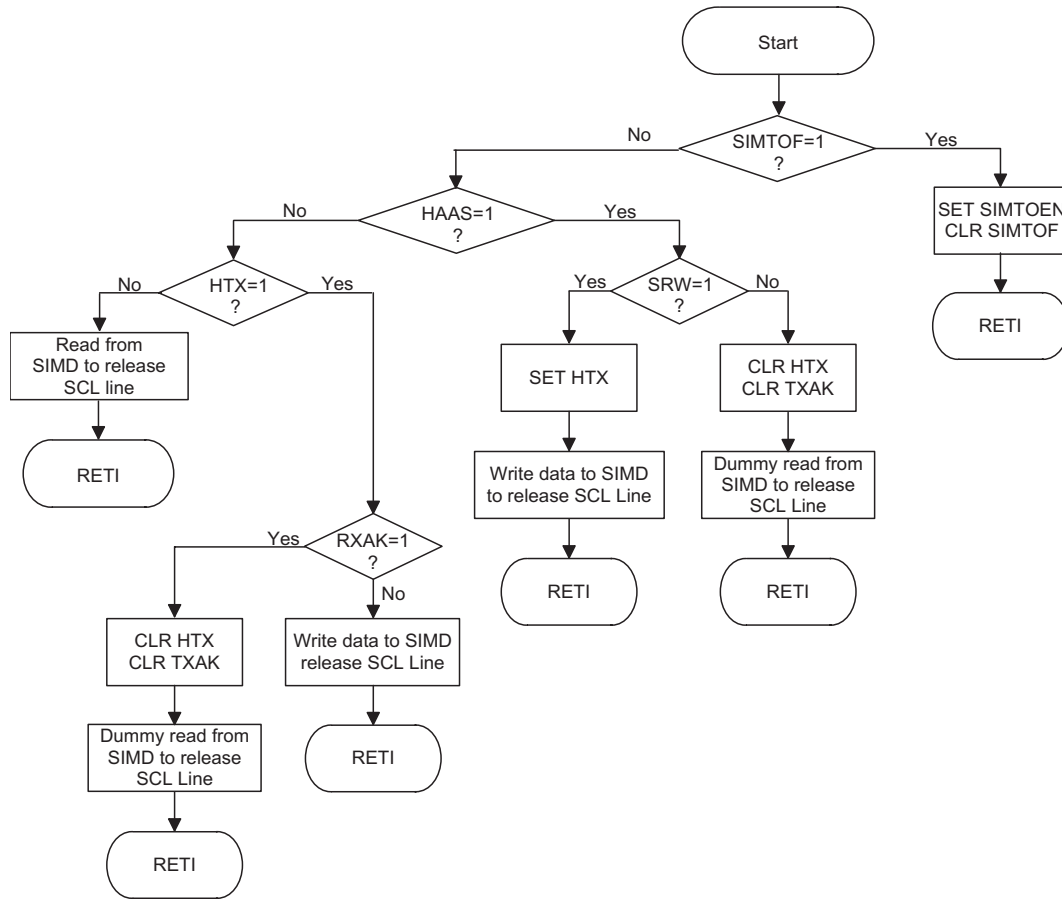 Start
SIMTOF=1
?
No
Yes
SET SIMTOEN
CLR SIMTOF
RETI
HAAS=1
?
No
Yes
HTX=1
?
No
Yes
SRW=1
?
Yes
No
Read from
SIMD to release
SCL line
RETI
SET HTX
CLR HTX
CLR TXAK
Write data to SIMD
to release SCL Line
Dummy read from
SIMD to release
SCL Line
RETI
RETI
RXAK=1
?
Yes
No
CLR HTX
CLR TXAK
Write data to SIMD
release SCL Line
Dummy read from
SIMD to release
SCL Line
RETI
RETI